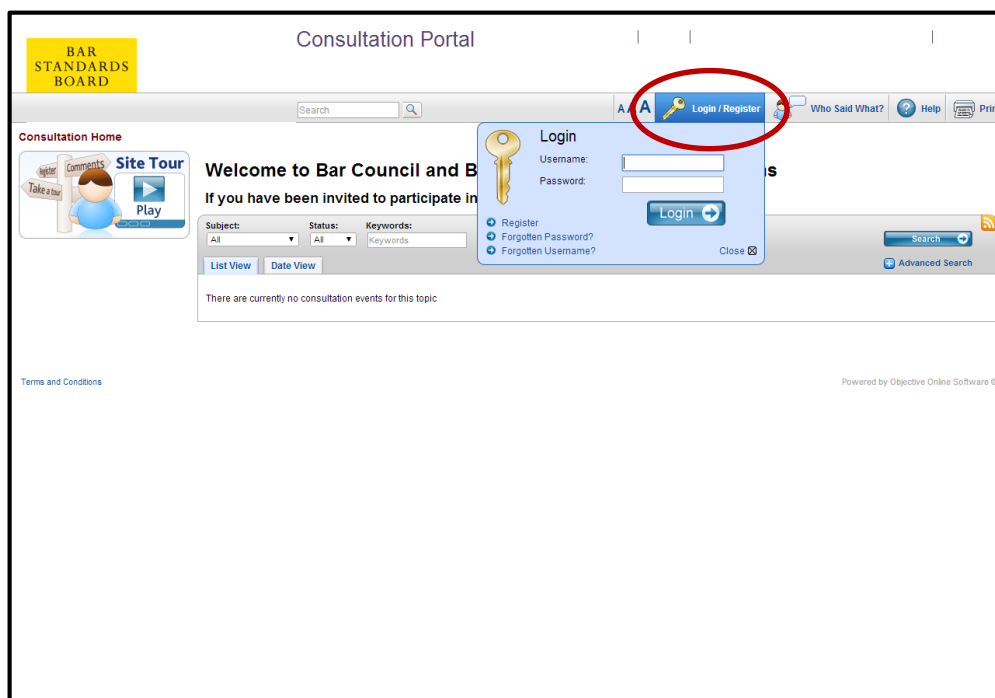 Consultation Portal
BAR
STANDARDS
BOARD
Search
A A A
Login / Register
Who Said What?
Help
Consultation Home
Register
Comments
Take a tour
Site Tour
Play
Welcome to Bar Council and B
If you have been invited to participate in
Login
Username:
Password:
Login
Register
Forgotten Password?
Forgotten Username?
Close
Subject:
Status:
Keywords:
All
All
Keywords
Search
Advanced Search
List View
Date View
There are currently no consultation events for this topic
Terms and Conditions
Powered by Objective Online Software ©